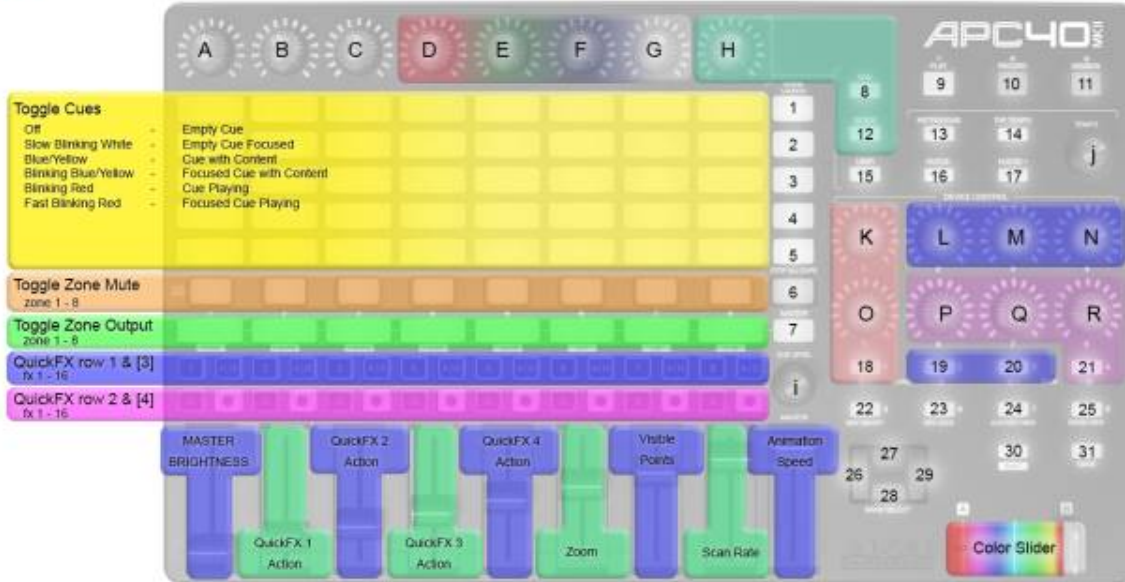 A B C D E F G H
APC40 MKII
8 9 10 11
Toggle Cues
Off - Empty Cue
Slow Blinking White - Empty Cue Focused
Blue/Yellow - Cue with Content
Blinking Blue/Yellow - Focused Cue with Content
Blinking Red - Cue Playing
Fast Blinking Red - Focused Cue Playing
1
2
3
4
5
12 13 14 j
15 16 17
DEVICE CONTROL
K L M N
Toggle Zone Mute
zone 1 - 8
6
O P Q R
Toggle Zone Output
zone 1 - 8
7
QuickFX row 1 & [3]
fx 1 - 16
18 19 20 21
QuickFX row 2 & [4]
fx 1 - 16
i
22 23 24 25
MASTER
BRIGHTNESS
QuickFX 2
Action
QuickFX 4
Action
Visible
Points
Animation
Speed
26 27 28 29
30 31
QuickFX 1
Action
QuickFX 3
Action
Zoom
Scan Rate
A B
Color Slider